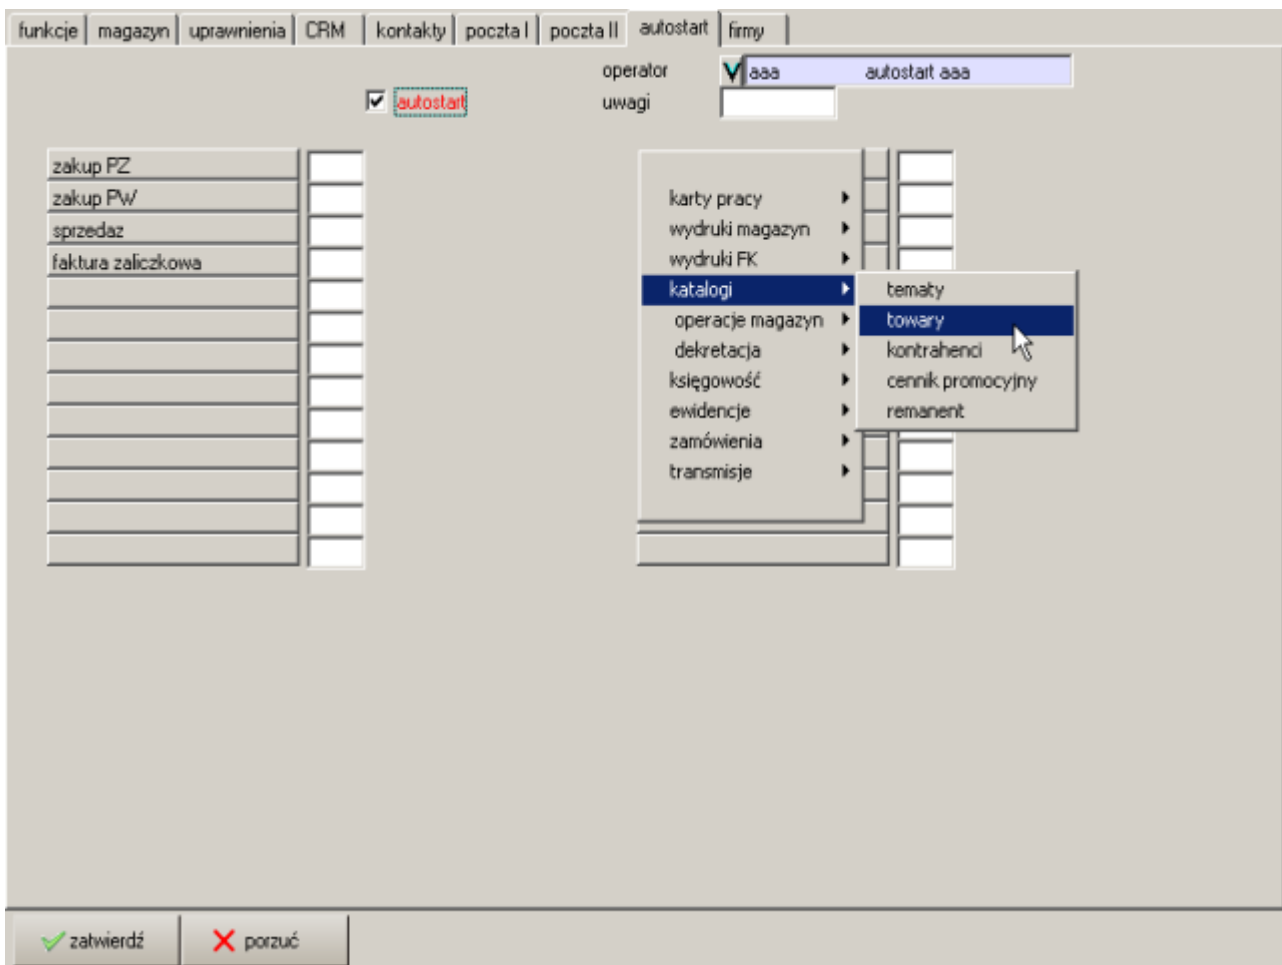 funkcje magazyn uprawnienia CRM kontakty poczta I poczta II autostart firmy
operator aaa autostart aaa
autostart uwagi
zakup PZ
zakup PW
sprzedaz
faktura zaliczkowa
karty pracy
wydruki magazyn
wydruki FK
katalogi
operacje magazyn
dekretacja
księgowość
ewidencje
zamówienia
transmisje
tematy
towary
kontrahenci
cennik promocyjny
remanent
zatwierdź porzuć